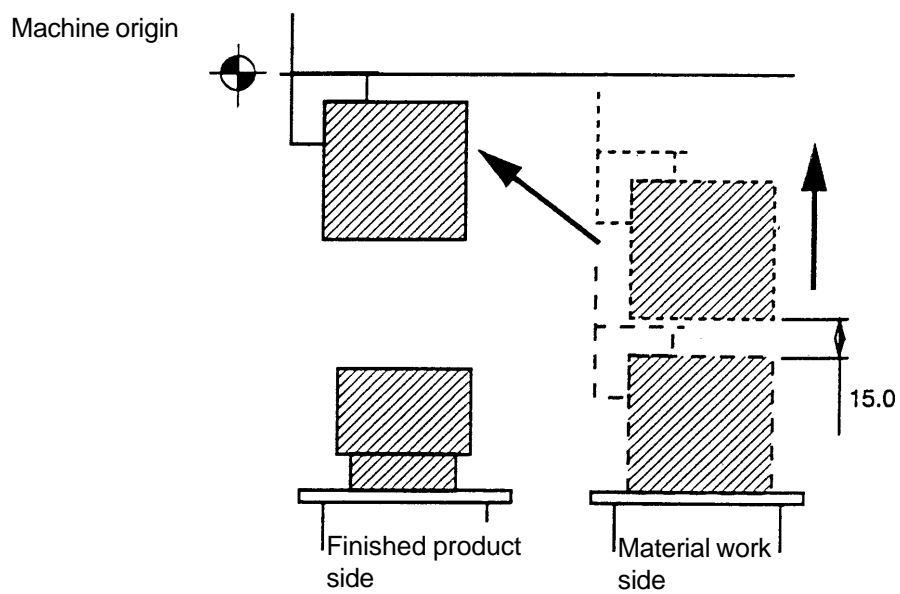 Machine origin
15.0
Finished product
side
Material work
side